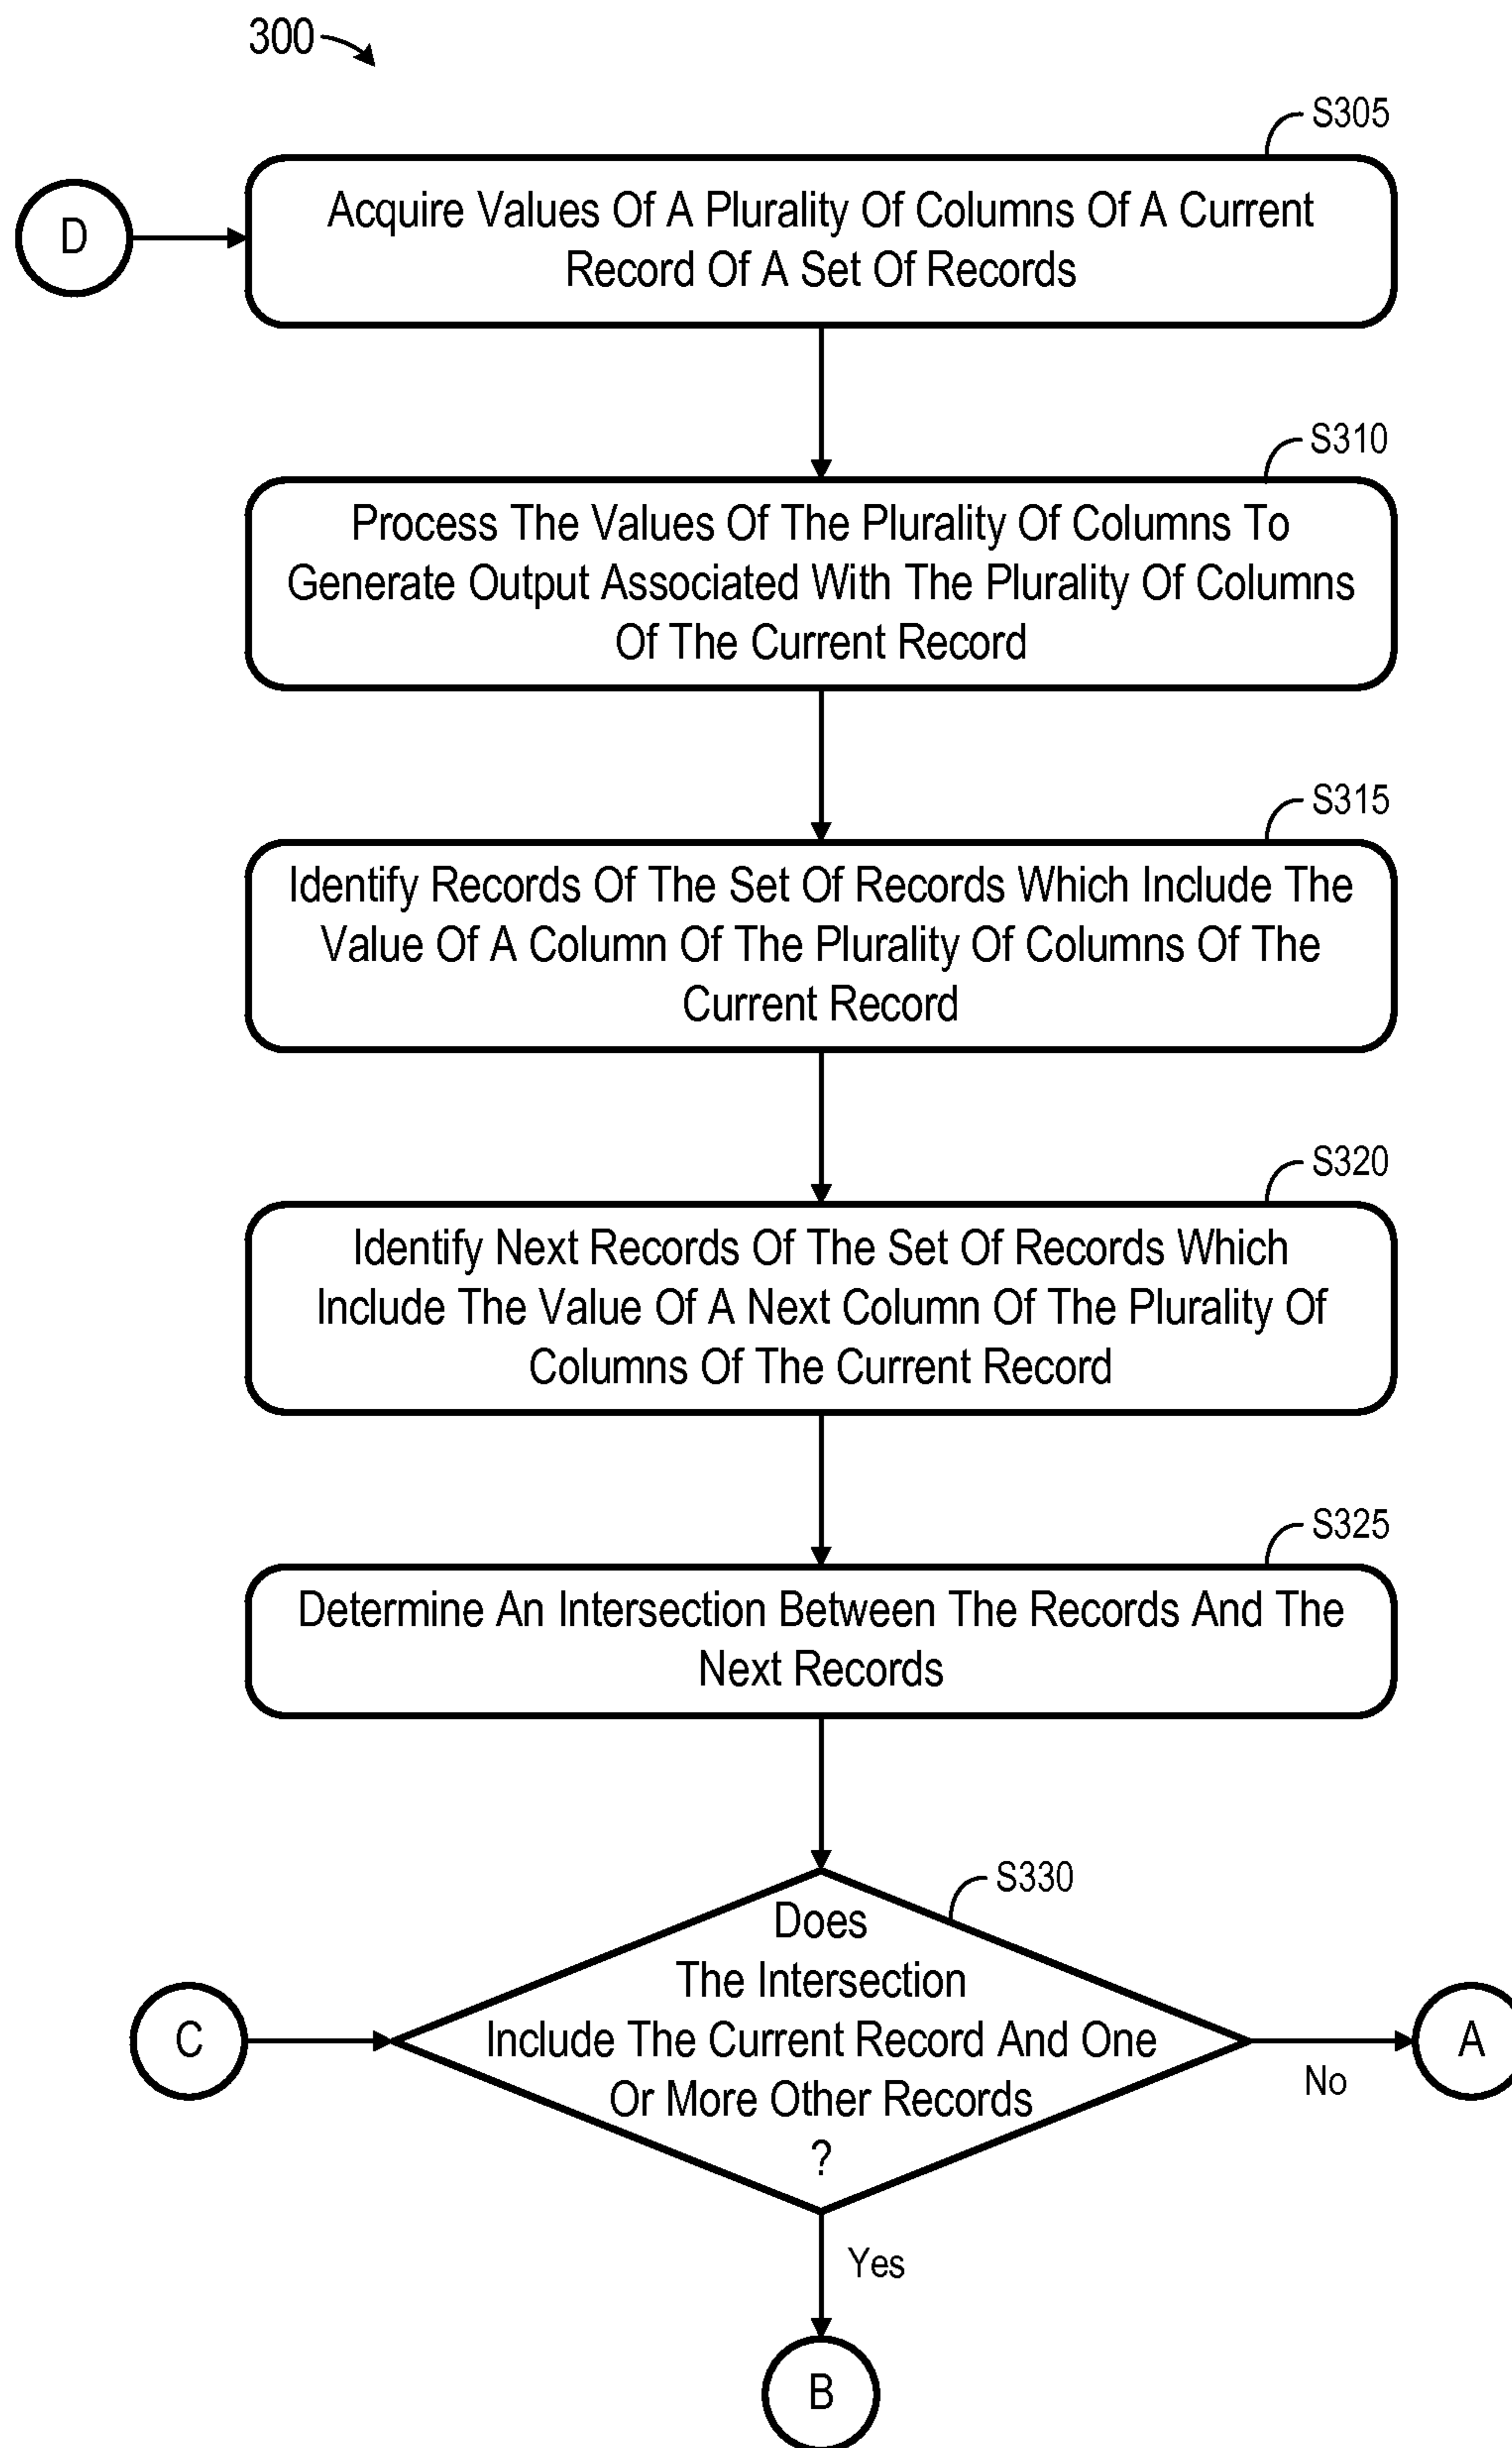 300
S305
D
Acquire Values Of A Plurality Of Columns Of A Current
Record Of A Set Of Records
S310
Process The Values Of The Plurality Of Columns To
Generate Output Associated With The Plurality Of Columns
Of The Current Record
S315
Identify Records Of The Set Of Records Which Include The
Value Of A Column Of The Plurality Of Columns Of The
Current Record
S320
Identify Next Records Of The Set Of Records Which
Include The Value Of A Next Column Of The Plurality Of
Columns Of The Current Record
S325
Determine An Intersection Between The Records And The
Next Records
S330
Does
The Intersection
Include The Current Record And One
Or More Other Records
?
C
A
No
Yes
B